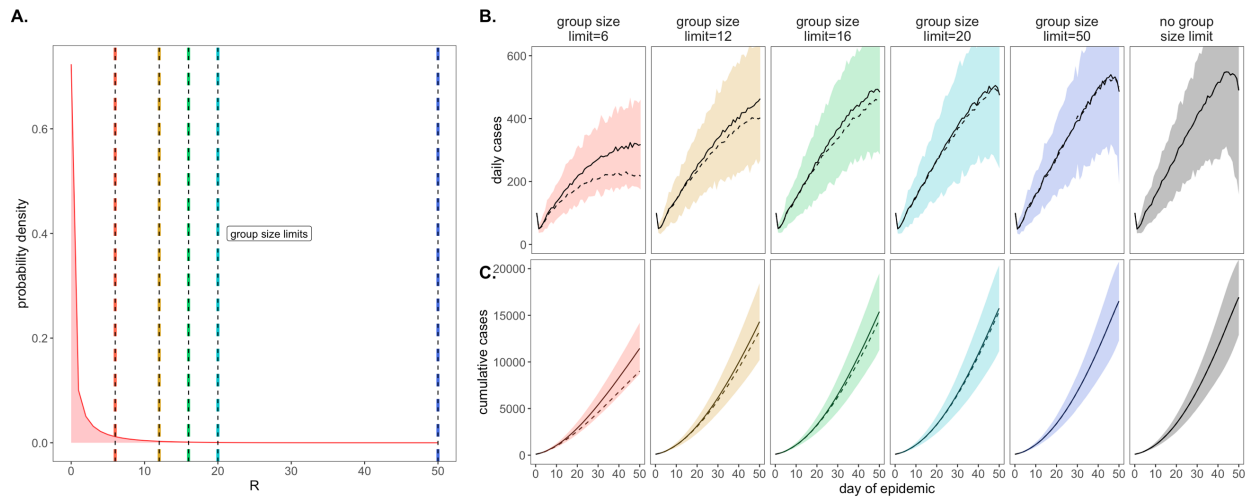 A.
probability density
0.6
0.4
0.2
0.0
group size limits
0 10 20 30 40 50
R
B.
group size limit=6
group size limit=12
group size limit=16
group size limit=20
group size limit=50
no group size limit
daily cases
600
400
200
0
C.
cumulative cases
20000
15000
10000
5000
0
0 10 20 30 40 50
0 10 20 30 40 50
0 10 20 30 40 50
0 10 20 30 40 50
0 10 20 30 40 50
0 10 20 30 40 50
day of epidemic